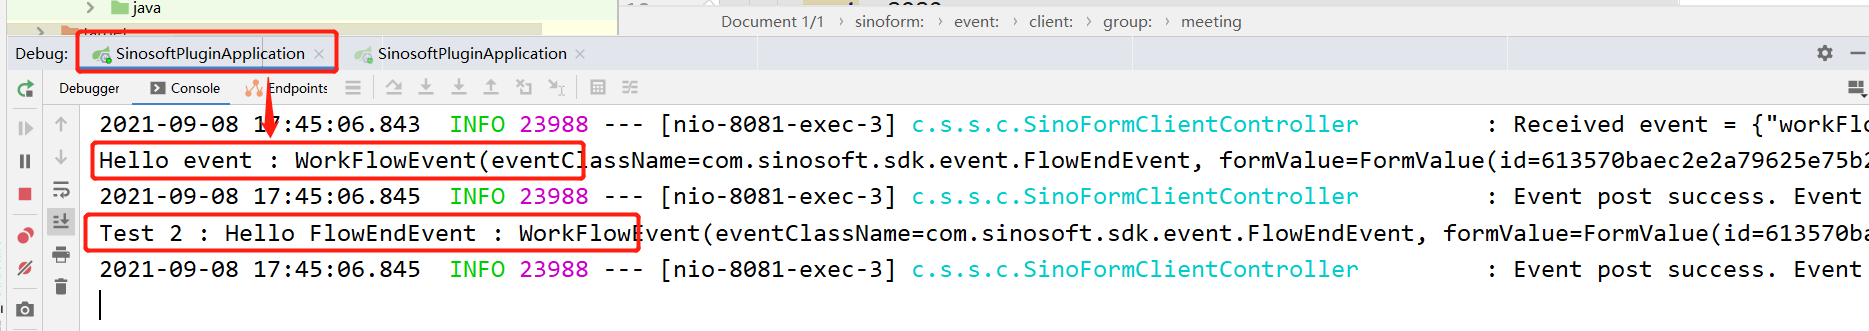 java
Document 1/1 › sinoform: › event: › client: › group: › meeting
Debug: SinosoftPluginApplication × SinosoftPluginApplication ×
Debugger Console Endpoints
2021-09-08 17:45:06.843 INFO 23988 --- [nio-8081-exec-3] c.s.s.c.SinoFormClientController : Received event = {"workFl
Hello event : WorkFlowEvent(eventClassName=com.sinosoft.sdk.event.FlowEndEvent, formValue=FormValue(id=613570baec2e2a79625e75b2
2021-09-08 17:45:06.845 INFO 23988 --- [nio-8081-exec-3] c.s.s.c.SinoFormClientController : Event post success. Event
Test 2 : Hello FlowEndEvent : WorkFlowEvent(eventClassName=com.sinosoft.sdk.event.FlowEndEvent, formValue=FormValue(id=613570ba
2021-09-08 17:45:06.845 INFO 23988 --- [nio-8081-exec-3] c.s.s.c.SinoFormClientController : Event post success. Event